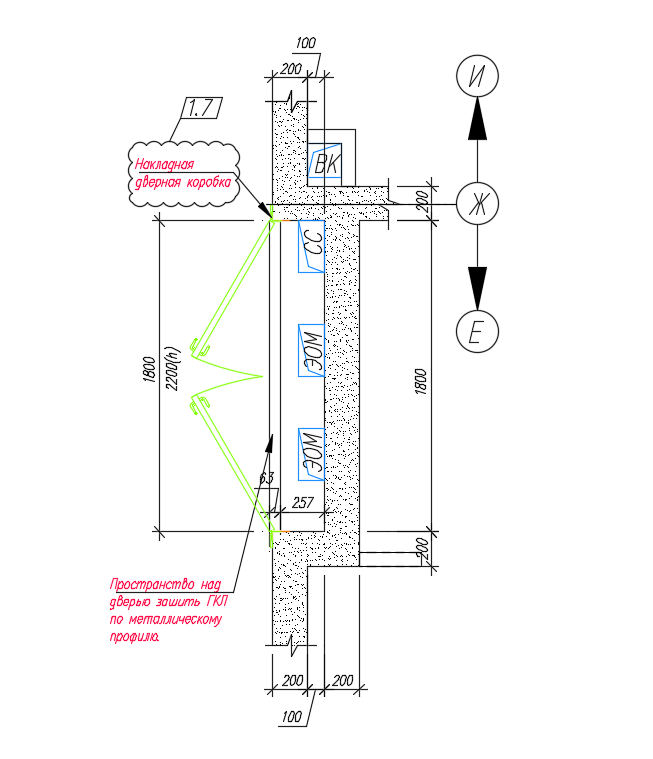 100
200
И
1.7
Накладная
дверная коробка
ВК
200
Ж
СС
Е
ЭОМ
1800
2200(h)
1800
ЭОМ
63
257
200
Пространство над
дверью зашить ГКЛ
по металлическому
профилю.
200
200
100